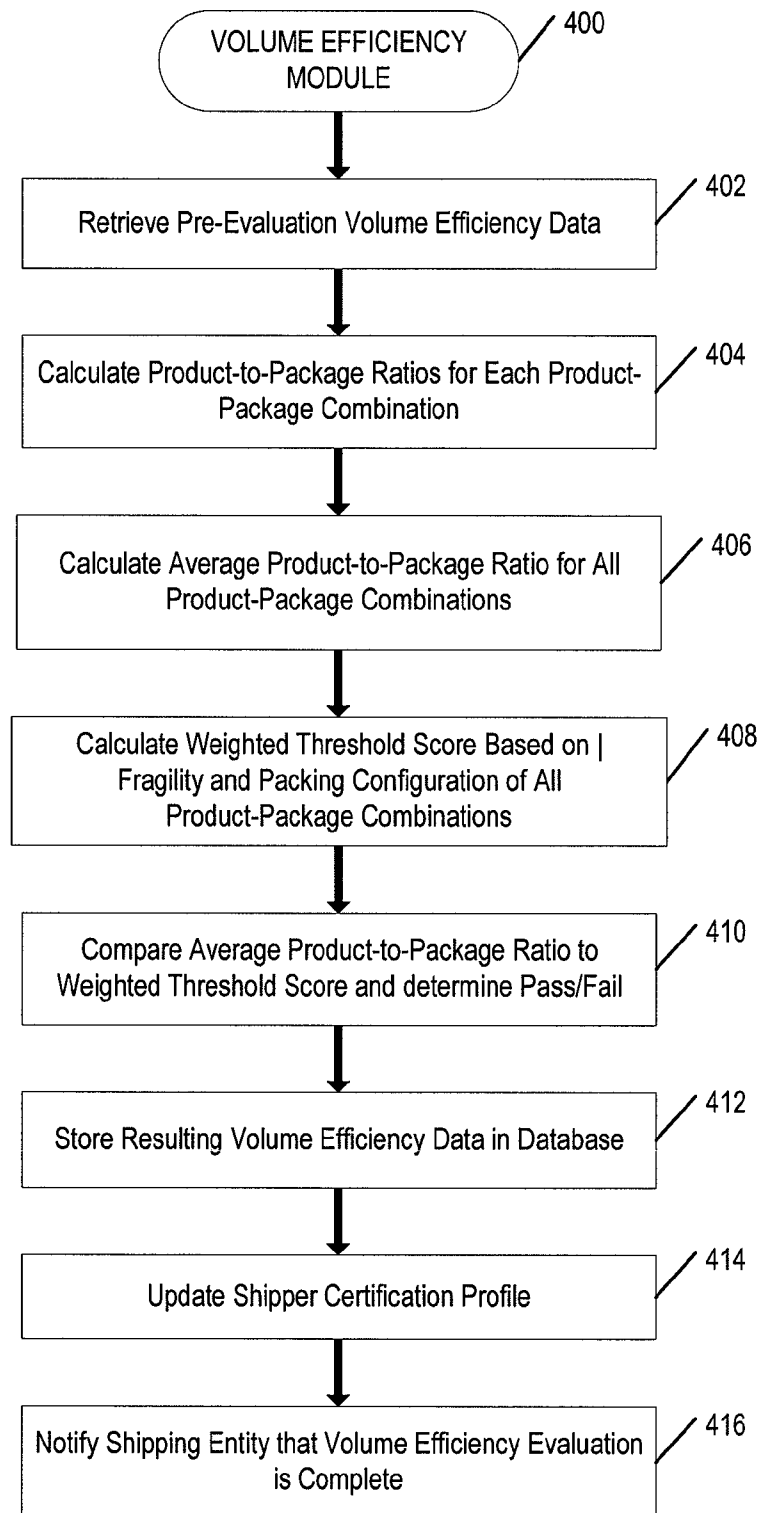 VOLUME EFFICIENCY
MODULE
400
402
Retrieve Pre-Evaluation Volume Efficiency Data
404
Calculate Product-to-Package Ratios for Each Product-
Package Combination
406
Calculate Average Product-to-Package Ratio for All
Product-Package Combinations
408
Calculate Weighted Threshold Score Based on |
Fragility and Packing Configuration of All
Product-Package Combinations
410
Compare Average Product-to-Package Ratio to
Weighted Threshold Score and determine Pass/Fail
412
Store Resulting Volume Efficiency Data in Database
414
Update Shipper Certification Profile
416
Notify Shipping Entity that Volume Efficiency Evaluation
is Complete